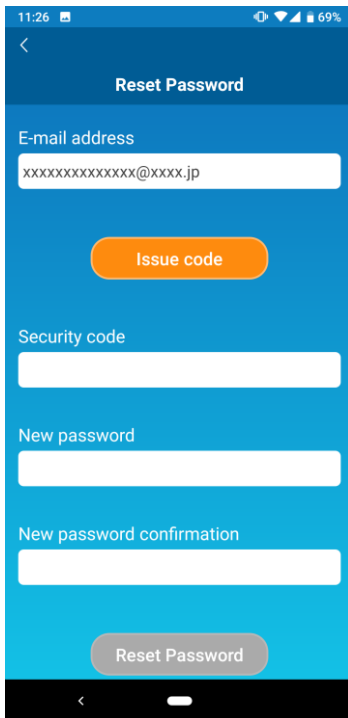 11:26 69%
Reset Password
E-mail address
xxxxxxxxxxxxxx@xxxx.jp
Issue code
Security code
New password
New password confirmation
Reset Password